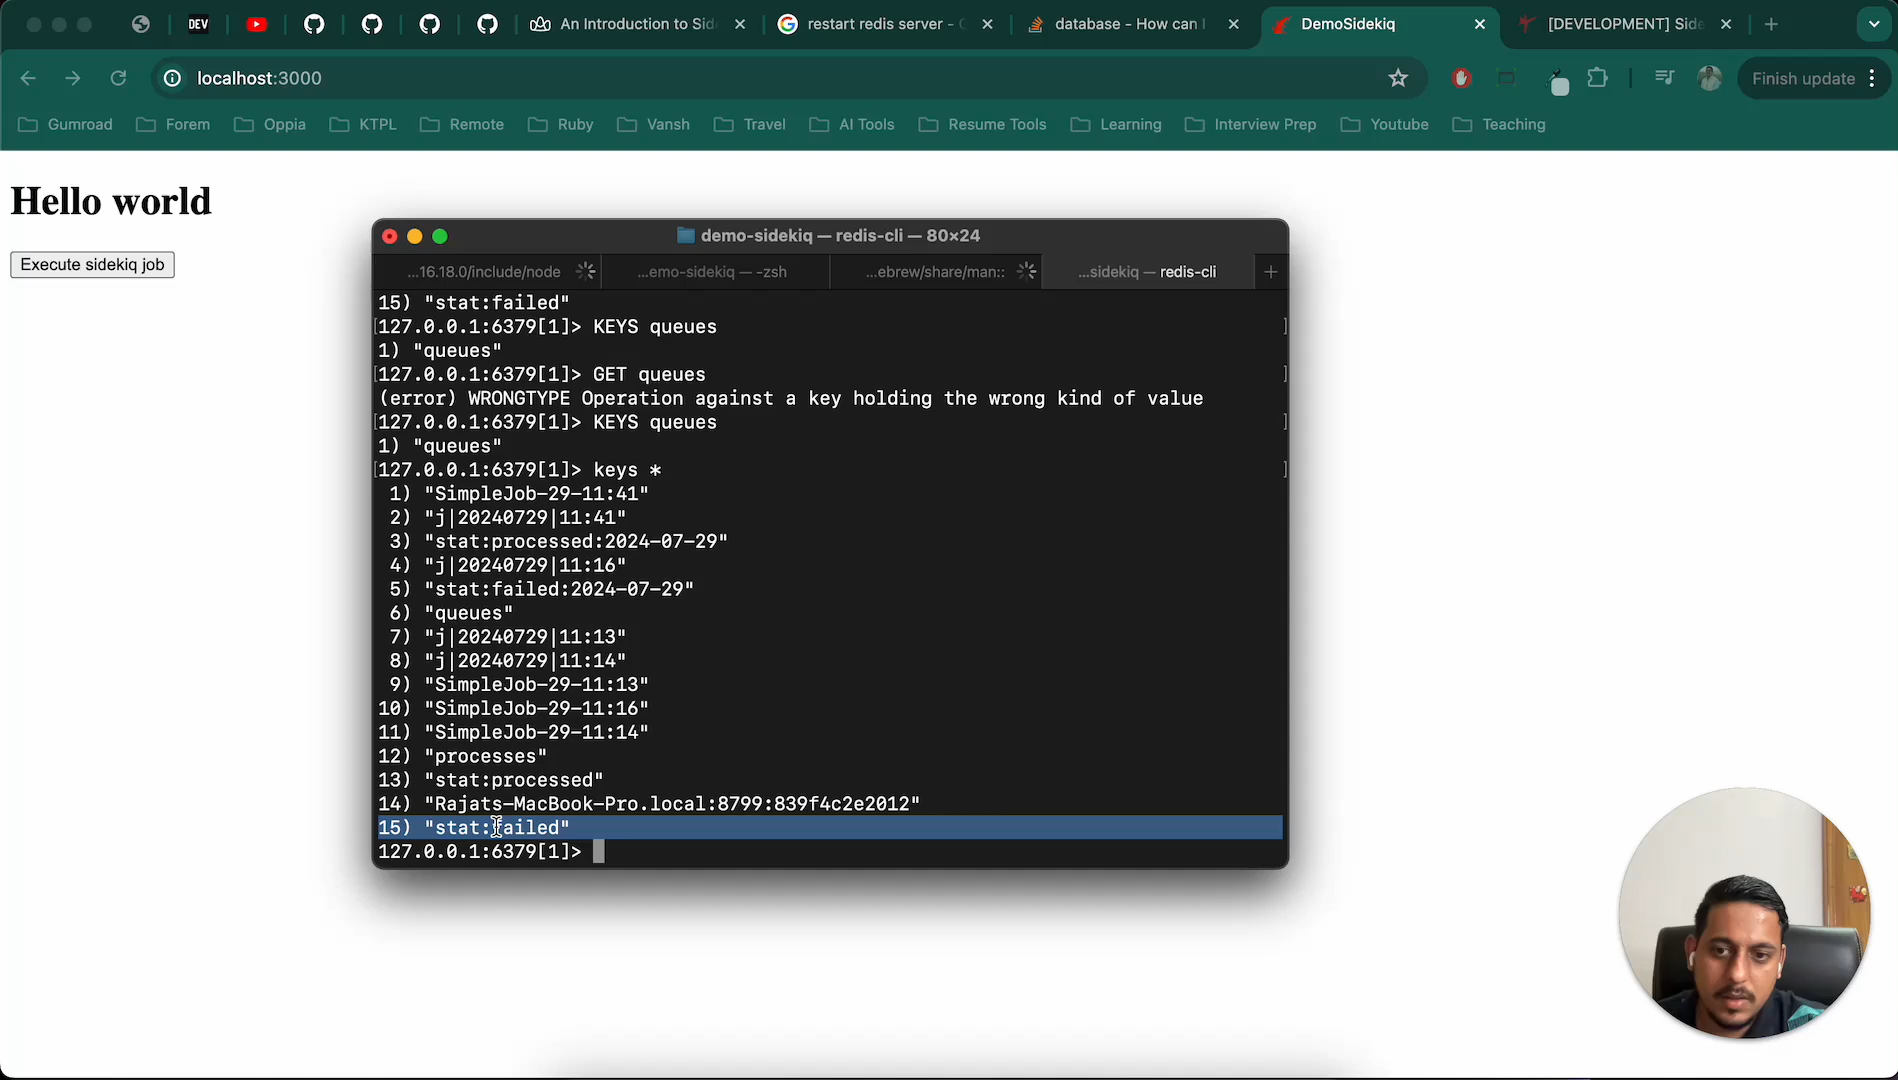 DEV
An Introduction to Sid
restart redis server -
database - How can I
DemoSidekiq
[DEVELOPMENT] Side
localhost:3000
Finish update
Gumroad
Forem
Oppia
KTPL
Remote
Ruby
Vansh
Travel
AI Tools
Resume Tools
Learning
Interview Prep
Youtube
Teaching
Hello world
Execute sidekiq job
demo-sidekiq — redis-cli — 80×24
...16.18.0/include/node
...emo-sidekiq — -zsh
...ebrew/share/man::
...sidekiq — redis-cli
15) "stat:failed"
[127.0.0.1:6379[1]> KEYS queues ]
1) "queues"
[127.0.0.1:6379[1]> GET queues ]
(error) WRONGTYPE Operation against a key holding the wrong kind of value
[127.0.0.1:6379[1]> KEYS queues ]
1) "queues"
[127.0.0.1:6379[1]> keys * ]
1) "SimpleJob-29-11:41"
2) "j|20240729|11:41"
3) "stat:processed:2024-07-29"
4) "j|20240729|11:16"
5) "stat:failed:2024-07-29"
6) "queues"
7) "j|20240729|11:13"
8) "j|20240729|11:14"
9) "SimpleJob-29-11:13"
10) "SimpleJob-29-11:16"
11) "SimpleJob-29-11:14"
12) "processes"
13) "stat:processed"
14) "Rajats-MacBook-Pro.local:8799:839f4c2e2012"
15) "stat:failed"
127.0.0.1:6379[1]>